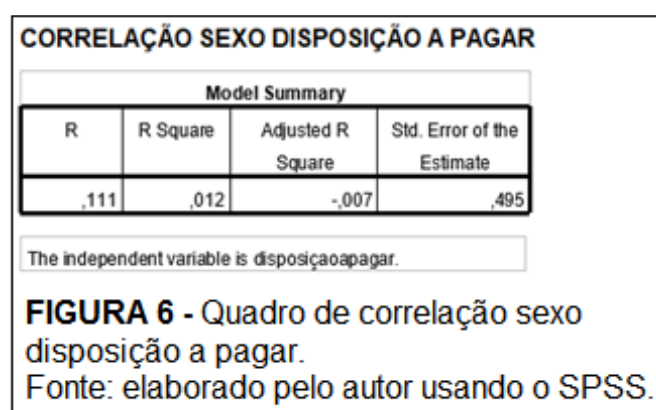 CORRELAÇÃO SEXO DISPOSIÇÃO A PAGAR
Model Summary
R R Square Adjusted R Square Std. Error of the Estimate
,111 ,012 -,007 ,495
The independent variable is disposiçaoapagar.
FIGURA 6 - Quadro de correlação sexo
disposição a pagar.
Fonte: elaborado pelo autor usando o SPSS.